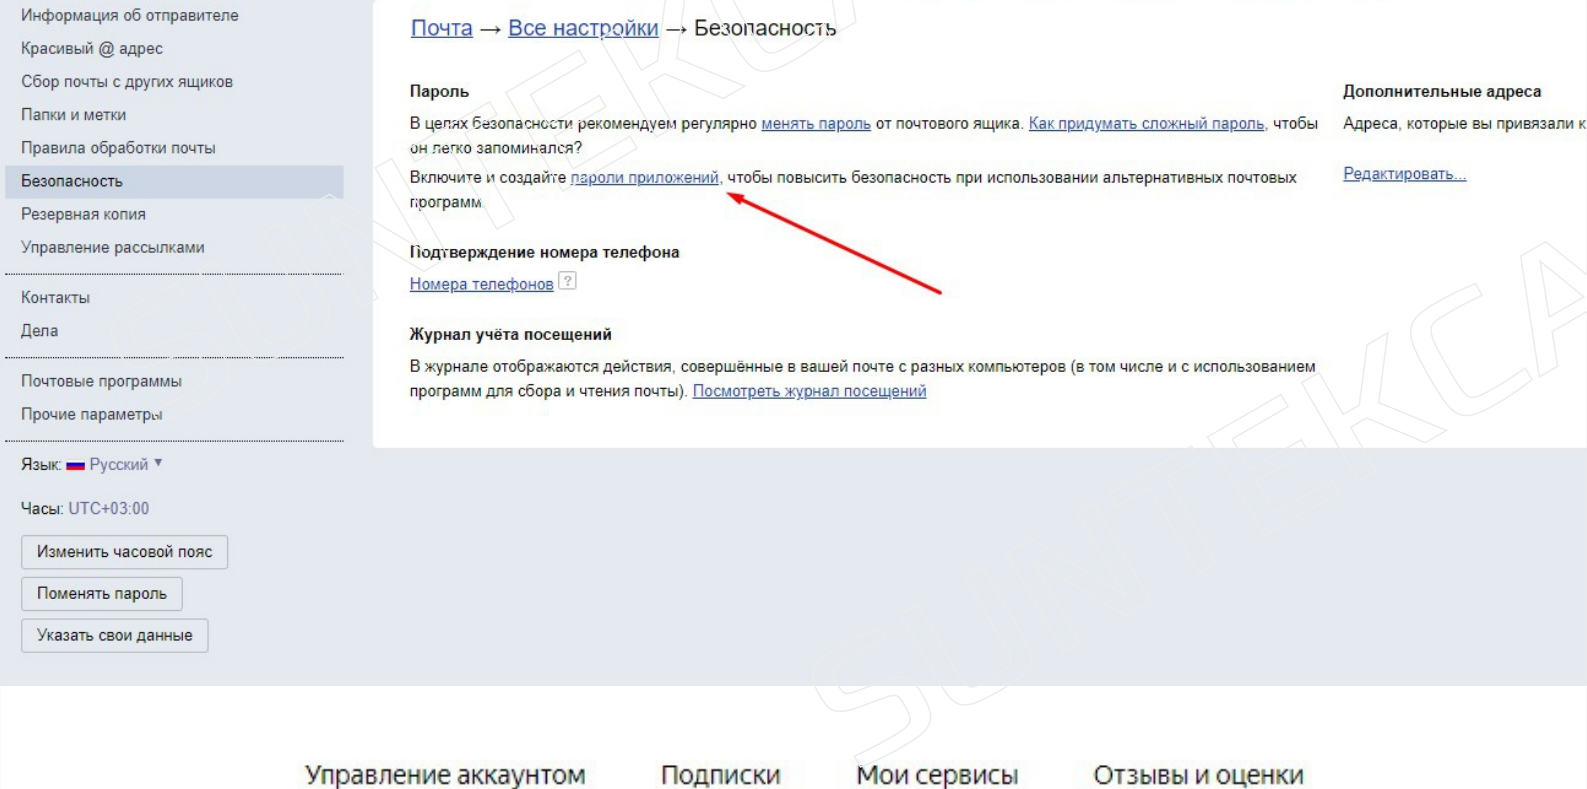 Информация об отправителе
Красивый @ адрес
Сбор почты с других ящиков
Папки и метки
Правила обработки почты
Безопасность
Резервная копия
Управление рассылками
Контакты
Дела
Почтовые программы
Прочие параметры
Язык: Русский
Часы: UTC+03:00
Изменить часовой пояс
Поменять пароль
Указать свои данные
Почта → Все настройки → Безопасность
Пароль
В целях безопасности рекомендуем регулярно менять пароль от почтового ящика. Как придумать сложный пароль, чтобы
он легко запоминался?
Включите и создайте пароли приложений, чтобы повысить безопасность при использовании альтернативных почтовых
программ.
Подтверждение номера телефона
Номера телефонов ?
Журнал учёта посещений
В журнале отображаются действия, совершённые в вашей почте с разных компьютеров (в том числе и с использованием
программ для сбора и чтения почты). Посмотреть журнал посещений
Дополнительные адреса
Адреса, которые вы привязали к
Редактировать...
Управление аккаунтом Подписки Мои сервисы Отзывы и оценки
SUNTEKCA
SUNTEKCA